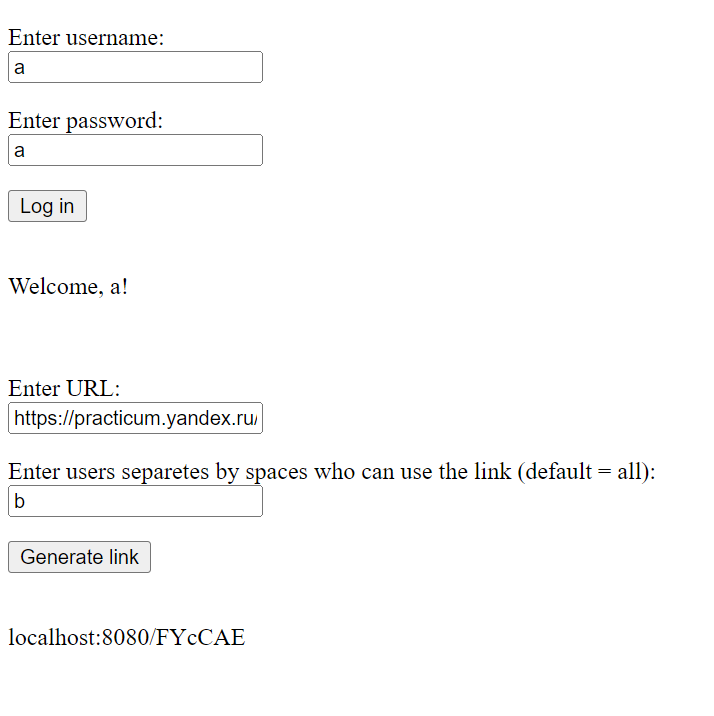 Enter username:
a
Enter password:
a
Log in
Welcome, a!
Enter URL:
https://practicum.yandex.ru/
Enter users separetes by spaces who can use the link (default = all):
b
Generate link
localhost:8080/FYcCAE